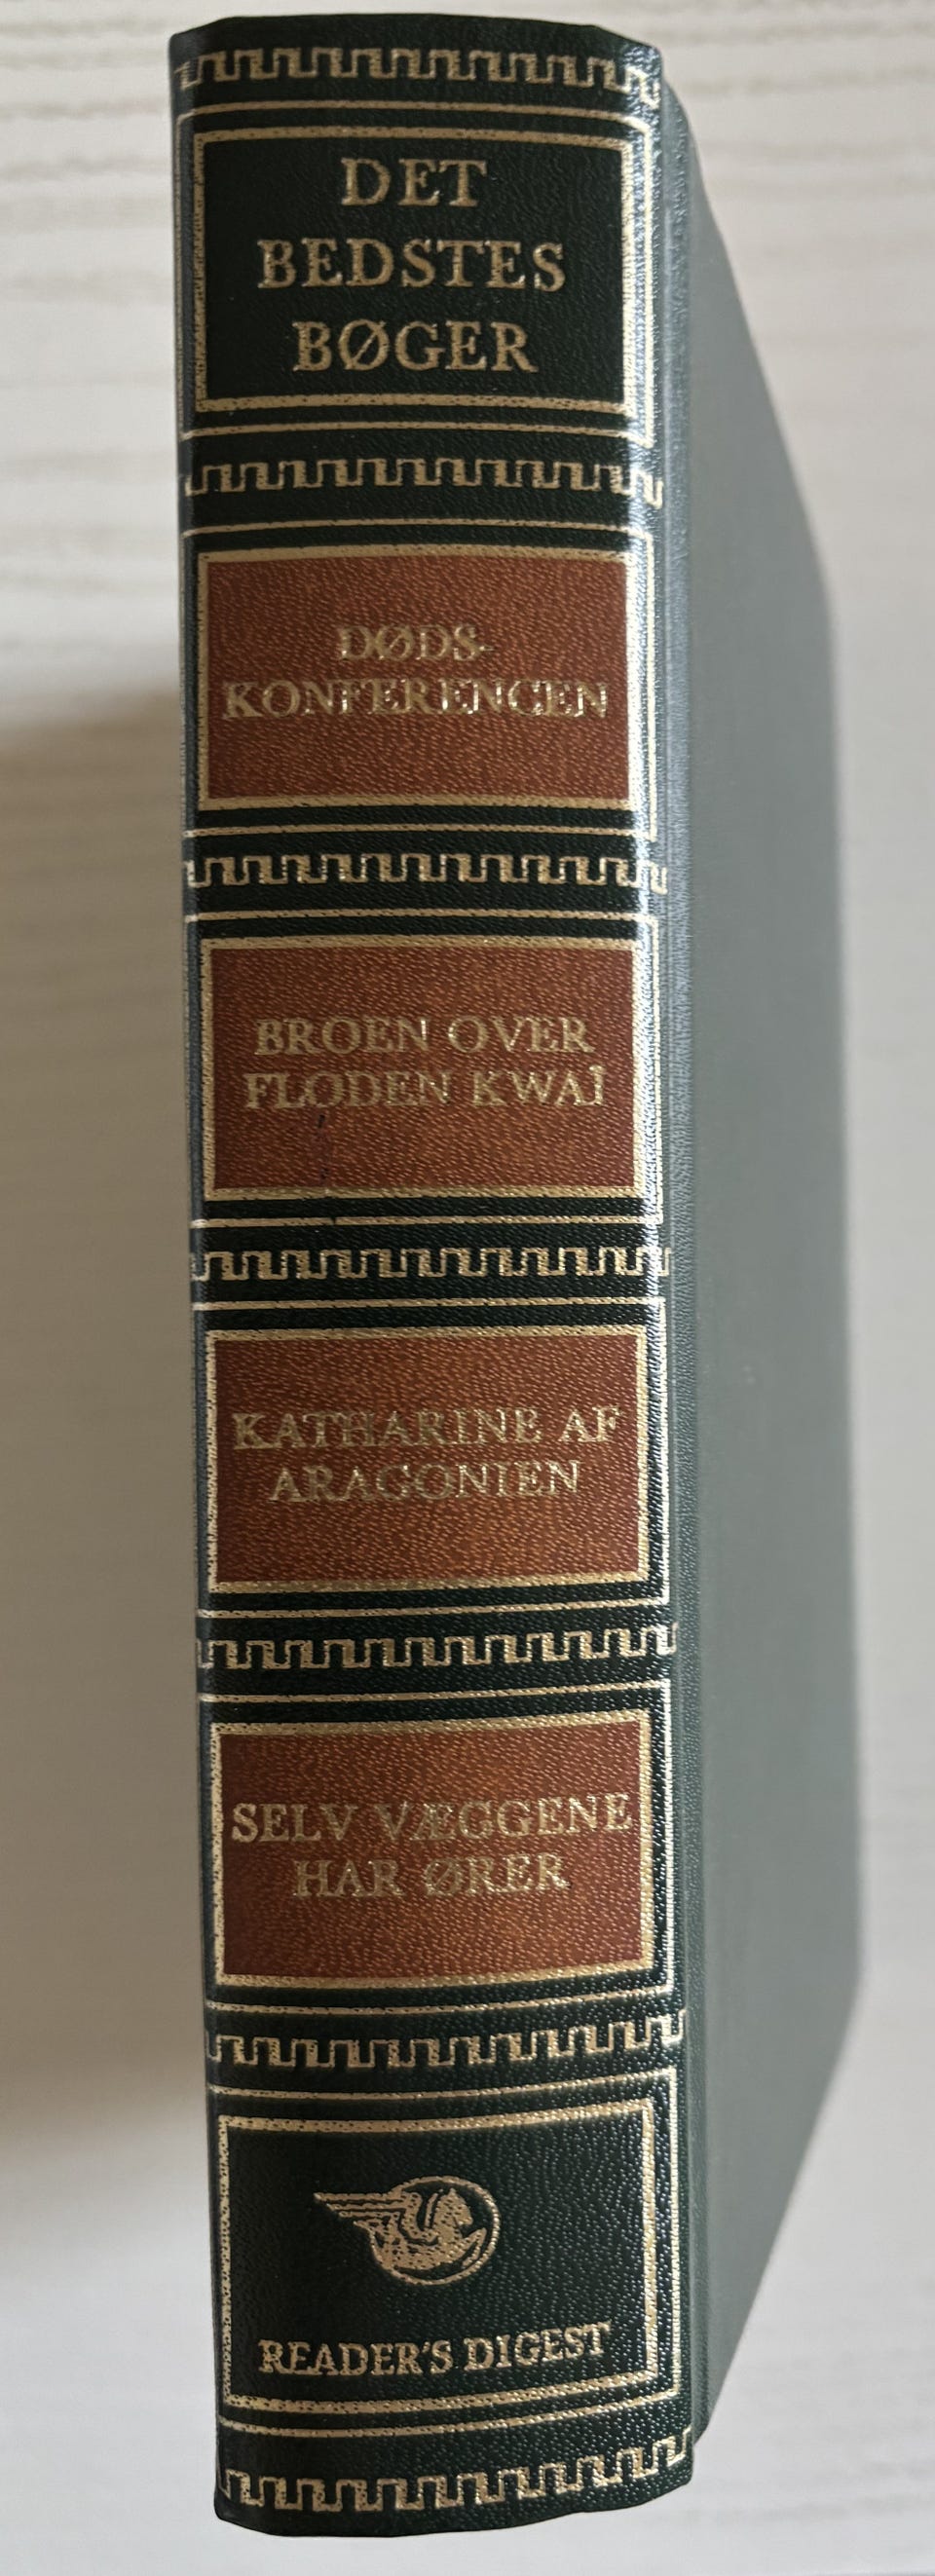 DET
BEDSTES
BØGER
DØDS-
KONFERENCEN
BROEN OVER
FLODEN KWAI
KATHARINE AF
ARAGONIEN
SELV VÆGGENE
HAR ØRER
READER'S DIGEST